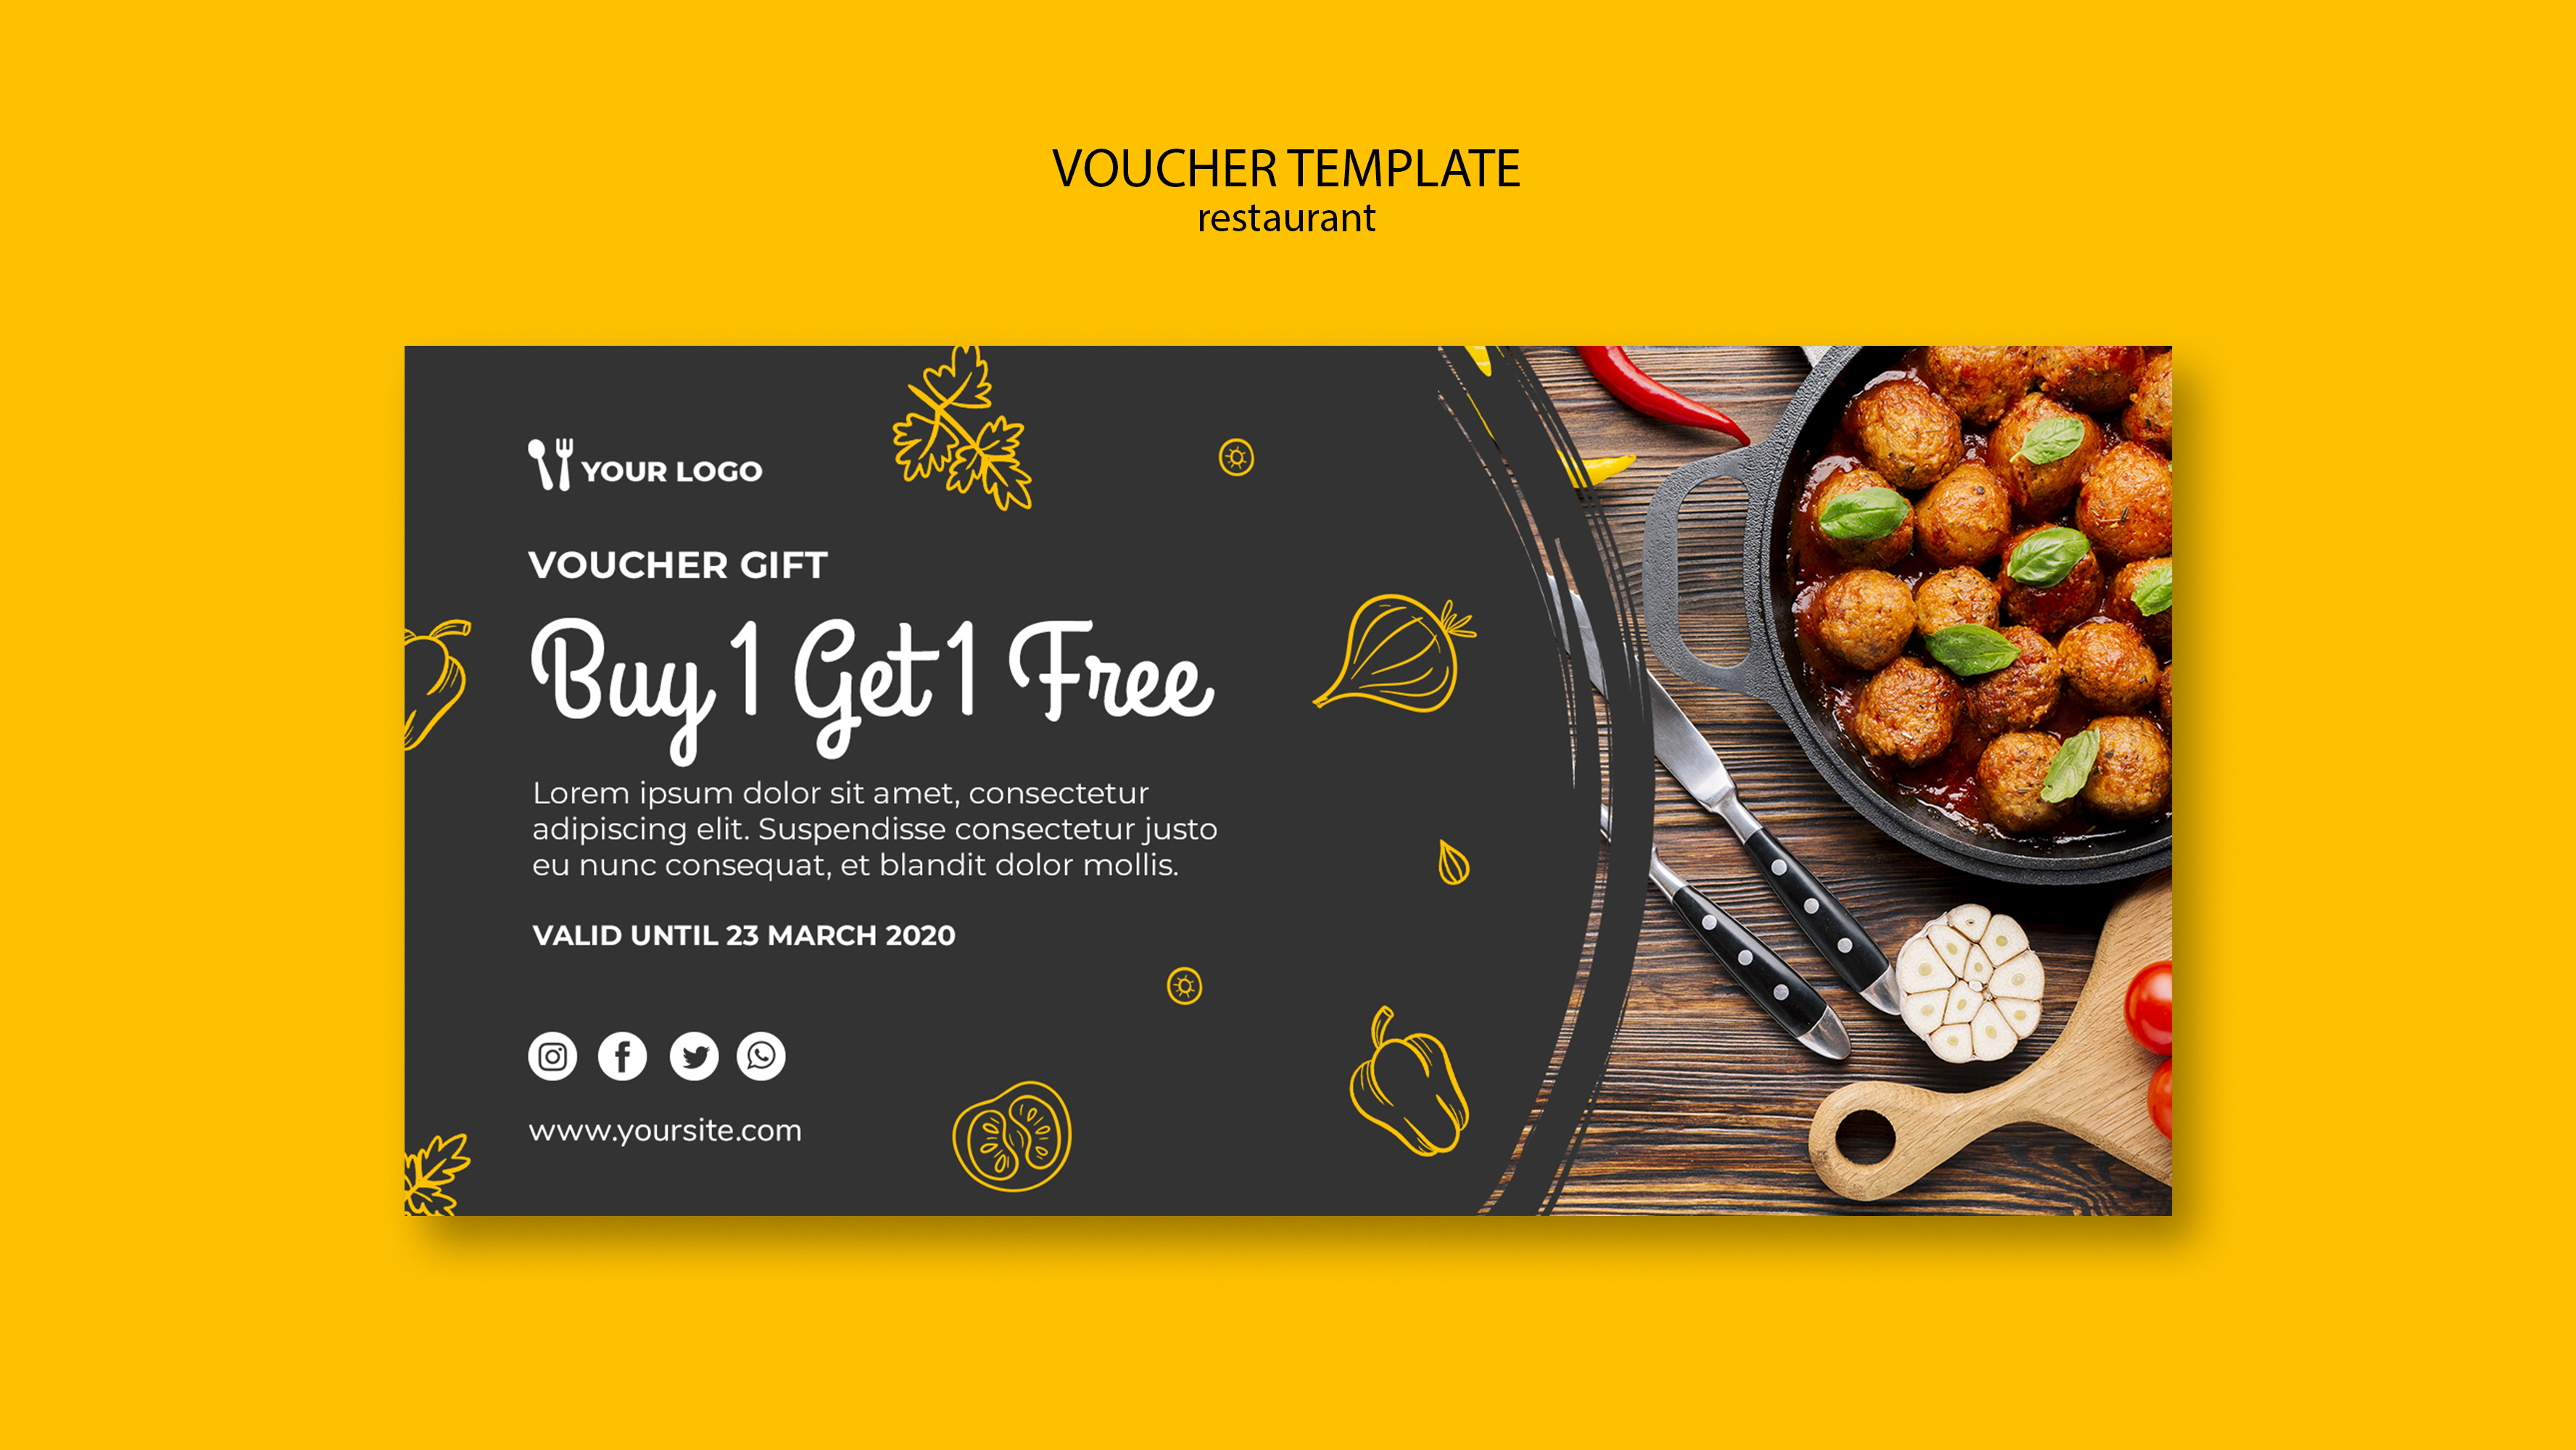 VOUCHER TEMPLATE
restaurant
YOUR LOGO
VOUCHER GIFT
Buy 1 Get 1 Free
Lorem ipsum dolor sit amet, consectetur
adipiscing elit. Suspendisse consectetur justo
eu nunc consequat, et blandit dolor mollis.
VALID UNTIL 23 MARCH 2020
www.yoursite.com